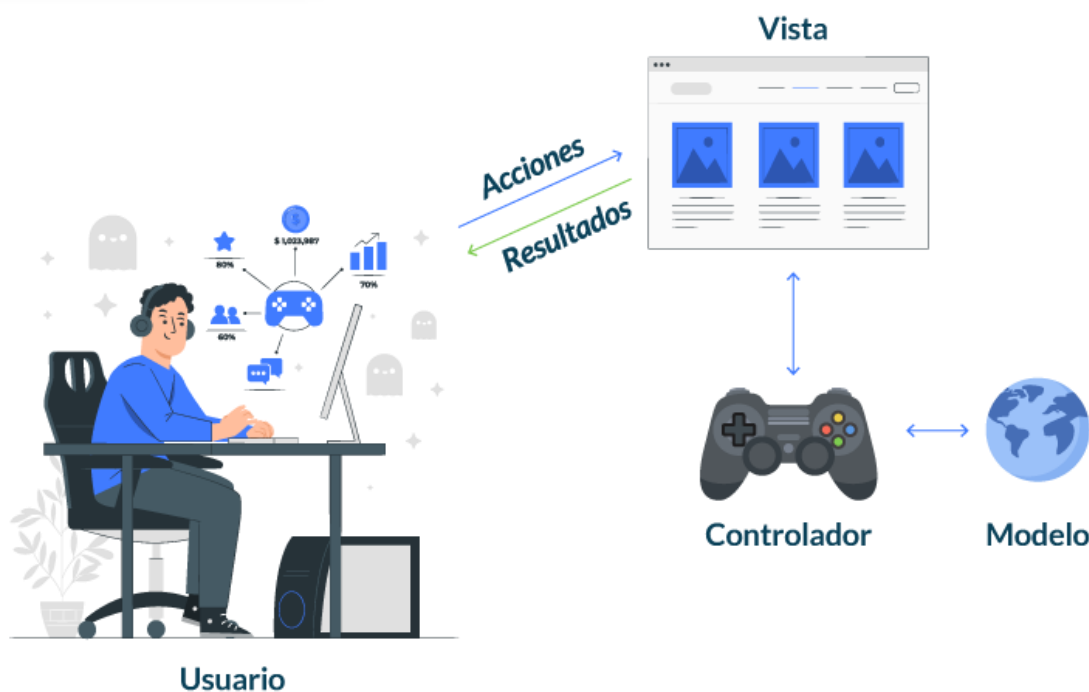 Vista
Acciones
Resultados
$ 1,023,987
80%
70%
60%
Controlador
Modelo
Usuario